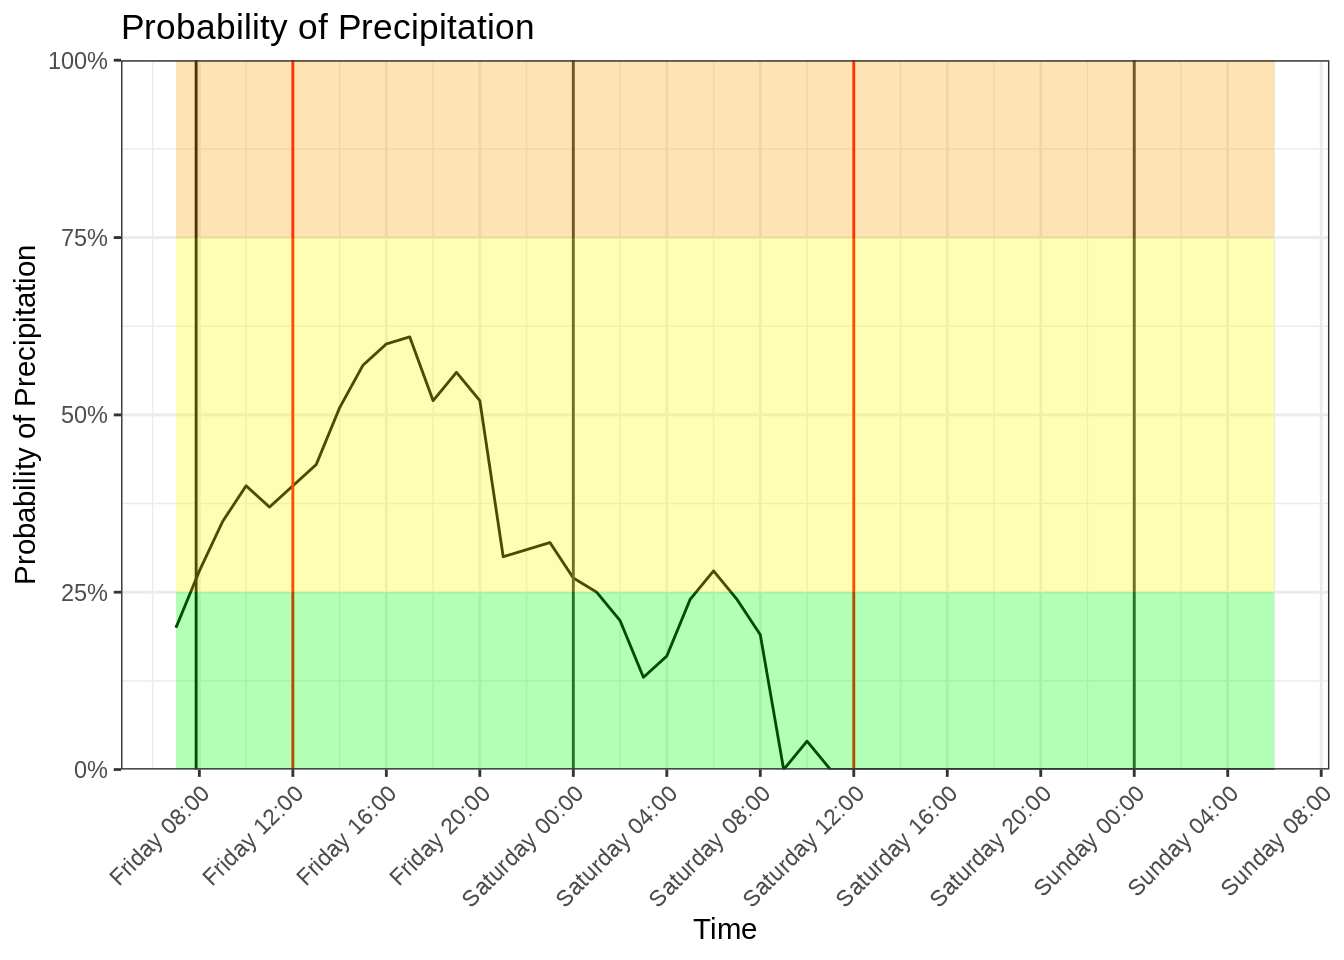 Probability of Precipitation
Probability of Precipitation
100%
75%
50%
25%
0%
Friday 08:00
Friday 12:00
Friday 16:00
Friday 20:00
Saturday 00:00
Saturday 04:00
Saturday 08:00
Saturday 12:00
Saturday 16:00
Saturday 20:00
Sunday 00:00
Sunday 04:00
Sunday 08:00
Time